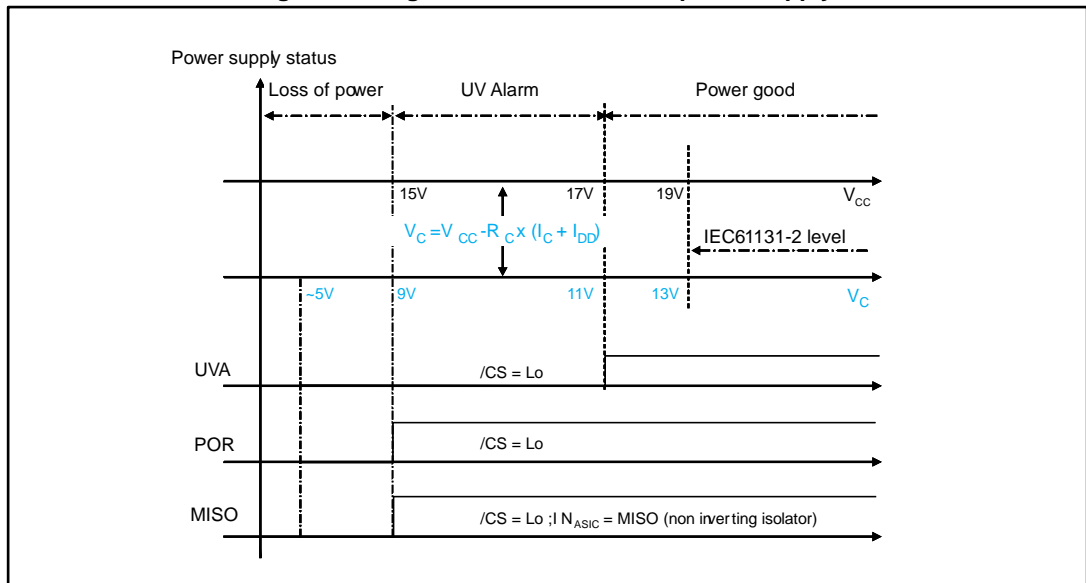 Power supply status
Loss of power UV Alarm Power good
15V 17V 19V VCC
VC =VCC-RC x (IC + IDD)
IEC61131-2 level
~5V 9V 11V 13V VC
UVA /CS = Lo
POR /CS = Lo
MISO /CS = Lo ;I NASIC = MISO (non inverting isolator)